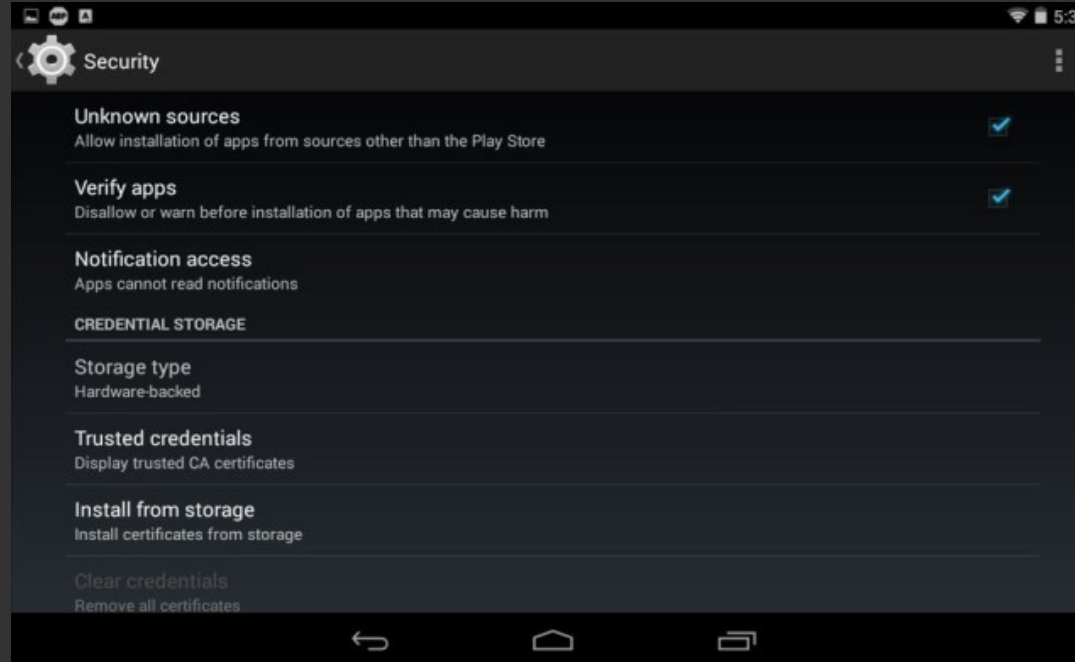 ABP
A
5:3
Security
Unknown sources
Allow installation of apps from sources other than the Play Store
Verify apps
Disallow or warn before installation of apps that may cause harm
Notification access
Apps cannot read notifications
CREDENTIAL STORAGE
Storage type
Hardware-backed
Trusted credentials
Display trusted CA certificates
Install from storage
Install certificates from storage
Clear credentials
Remove all certificates